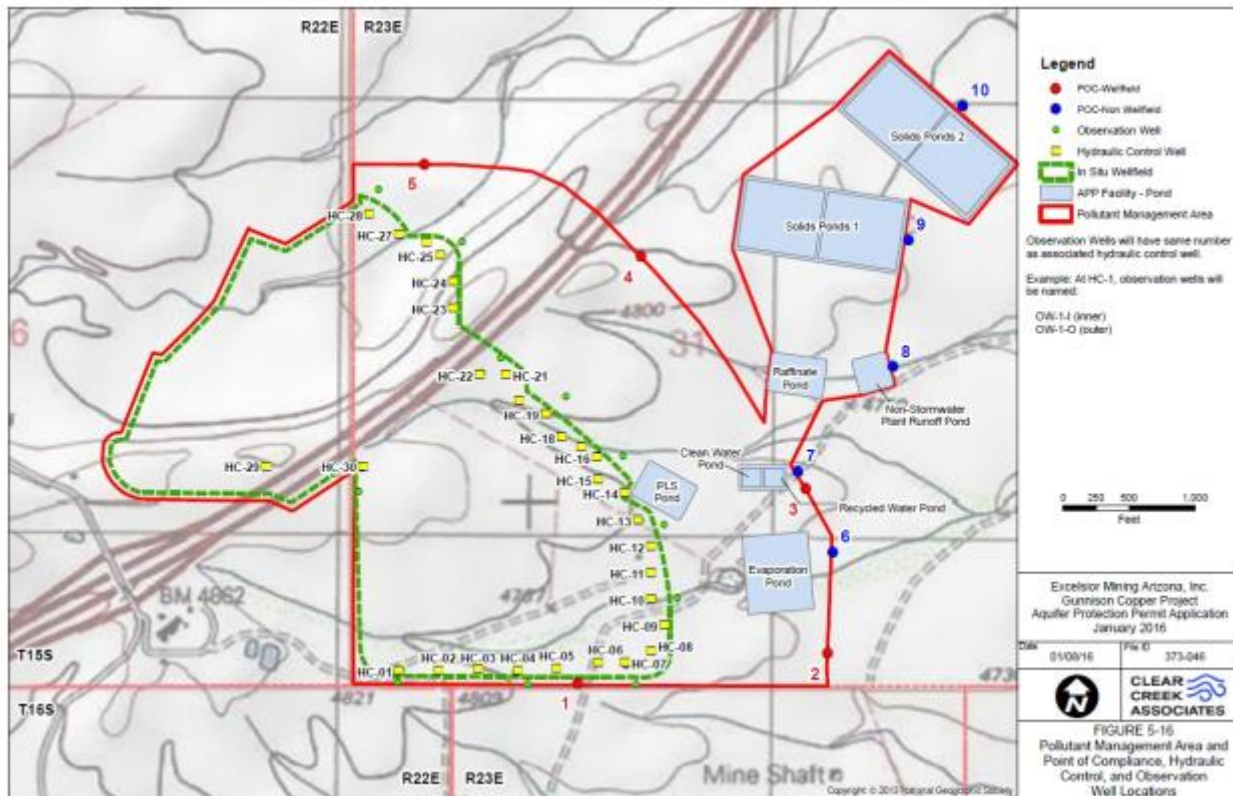 R22E R23E
10
Solids Ponds 2
5
HC-28
HC-27
Solids Ponds 1
9
HC-25
4
HC-24
HC-23
4800
6
31
8
HC-22
HC-21
Raffinate
Pond
HC-19
Non-Stormwater
Plant Runoff Pond
HC-18
Clean Water
Pond
HC-16
7
HC-29
HC-30
HC-15
PLS
Pond
HC-14
3
Recycled Water Pond
HC-13
6
HC-12
HC-11
Evaporation
Pond
BM 4862
4787
HC-10
HC-09
HC-08
HC-06
HC-05
HC-04
HC-03
HC-02
HC-01
HC-07
T15S
2
4821
4809
1
T16S
R22E R23E
Mine Shaft
Copyright: © 2013 National Geographic Society
Legend
POC-Wellfield
POC-Non Wellfield
Observation Well
Hydraulic Control Well
In Situ Wellfield
APP Facility - Pond
Pollutant Management Area
Observation Wells will have same number
as associated hydraulic control well.
Example: At HC-1, observation wells will
be named:
OW-1-I (inner)
OW-1-O (outer)
0 250 500 1,000
Feet
Excelsior Mining Arizona, Inc.
Gunnison Copper Project
Aquifer Protection Permit Application
January 2016
Date
01/08/16
File ID
373-046
N
CLEAR
CREEK
ASSOCIATES
FIGURE 5-16
Pollutant Management Area and
Point of Compliance, Hydraulic
Control, and Observation
Well Locations